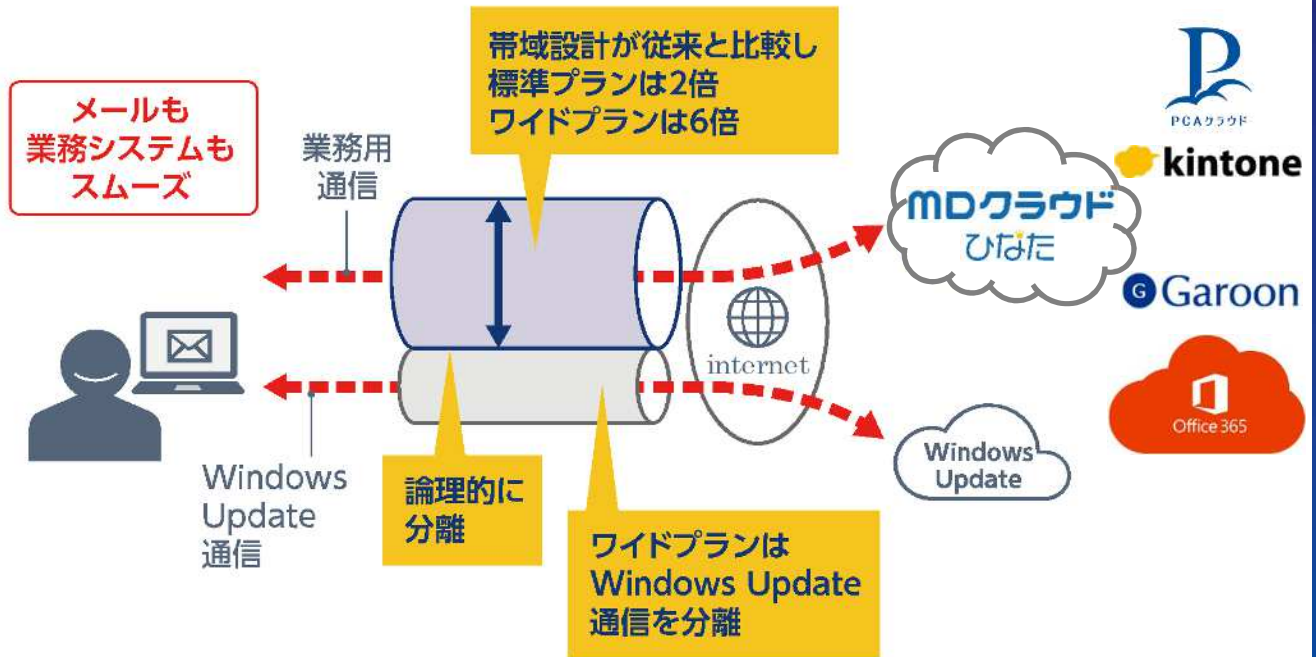 帯域設計が従来と比較し
標準プランは2倍
ワイドプランは6倍
メールも
業務システムも
スムーズ
業務用
通信
PCAクラウド
kintone
MDクラウド
ひなた
G Garoon
internet
Office 365
Windows
Update
Windows
Update
通信
論理的に
分離
ワイドプランは
Windows Update
通信を分離